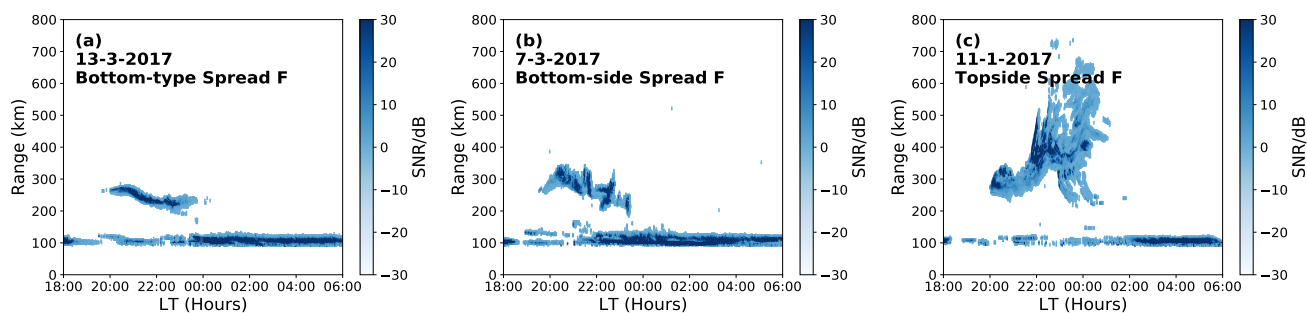 (a)
13-3-2017
Bottom-type Spread F
800
700
600
500
400
300
200
100
0
Range (km)
18:00 20:00 22:00 00:00 02:00 04:00 06:00
LT (Hours)
30
20
10
0
−10
−20
−30
SNR/dB
(b)
7-3-2017
Bottom-side Spread F
800
700
600
500
400
300
200
100
0
Range (km)
18:00 20:00 22:00 00:00 02:00 04:00 06:00
LT (Hours)
30
20
10
0
−10
−20
−30
SNR/dB
(c)
11-1-2017
Topside Spread F
800
700
600
500
400
300
200
100
0
Range (km)
18:00 20:00 22:00 00:00 02:00 04:00 06:00
LT (Hours)
30
20
10
0
−10
−20
−30
SNR/dB